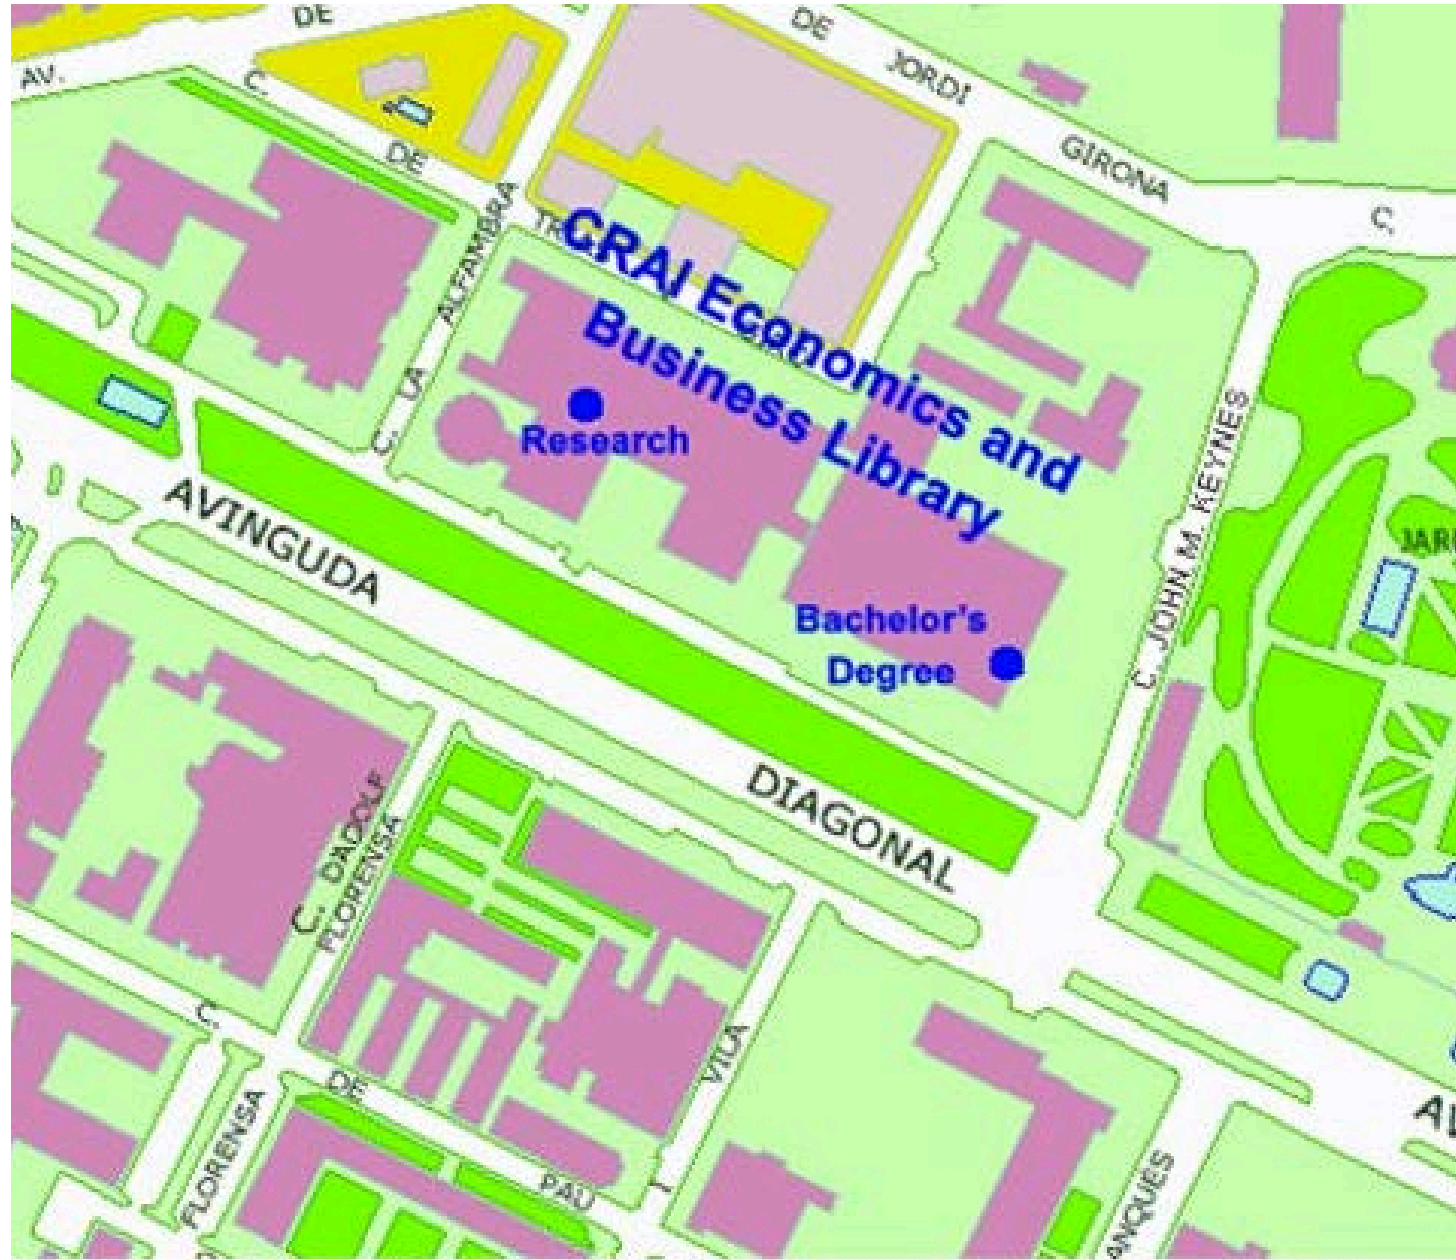 DE
AV.
C.
DE
DE
JORDI
GIRONA
C.
C. LA ALFAMBRA
CRAI Economics and
Business Library
Research
Bachelor's
Degree
C. JOHN M. KEYNES
AVINGUDA
DIAGONAL
C. DADOLF
FLORENSA
C.
DE
PAU
VILA
I
FLORENSA